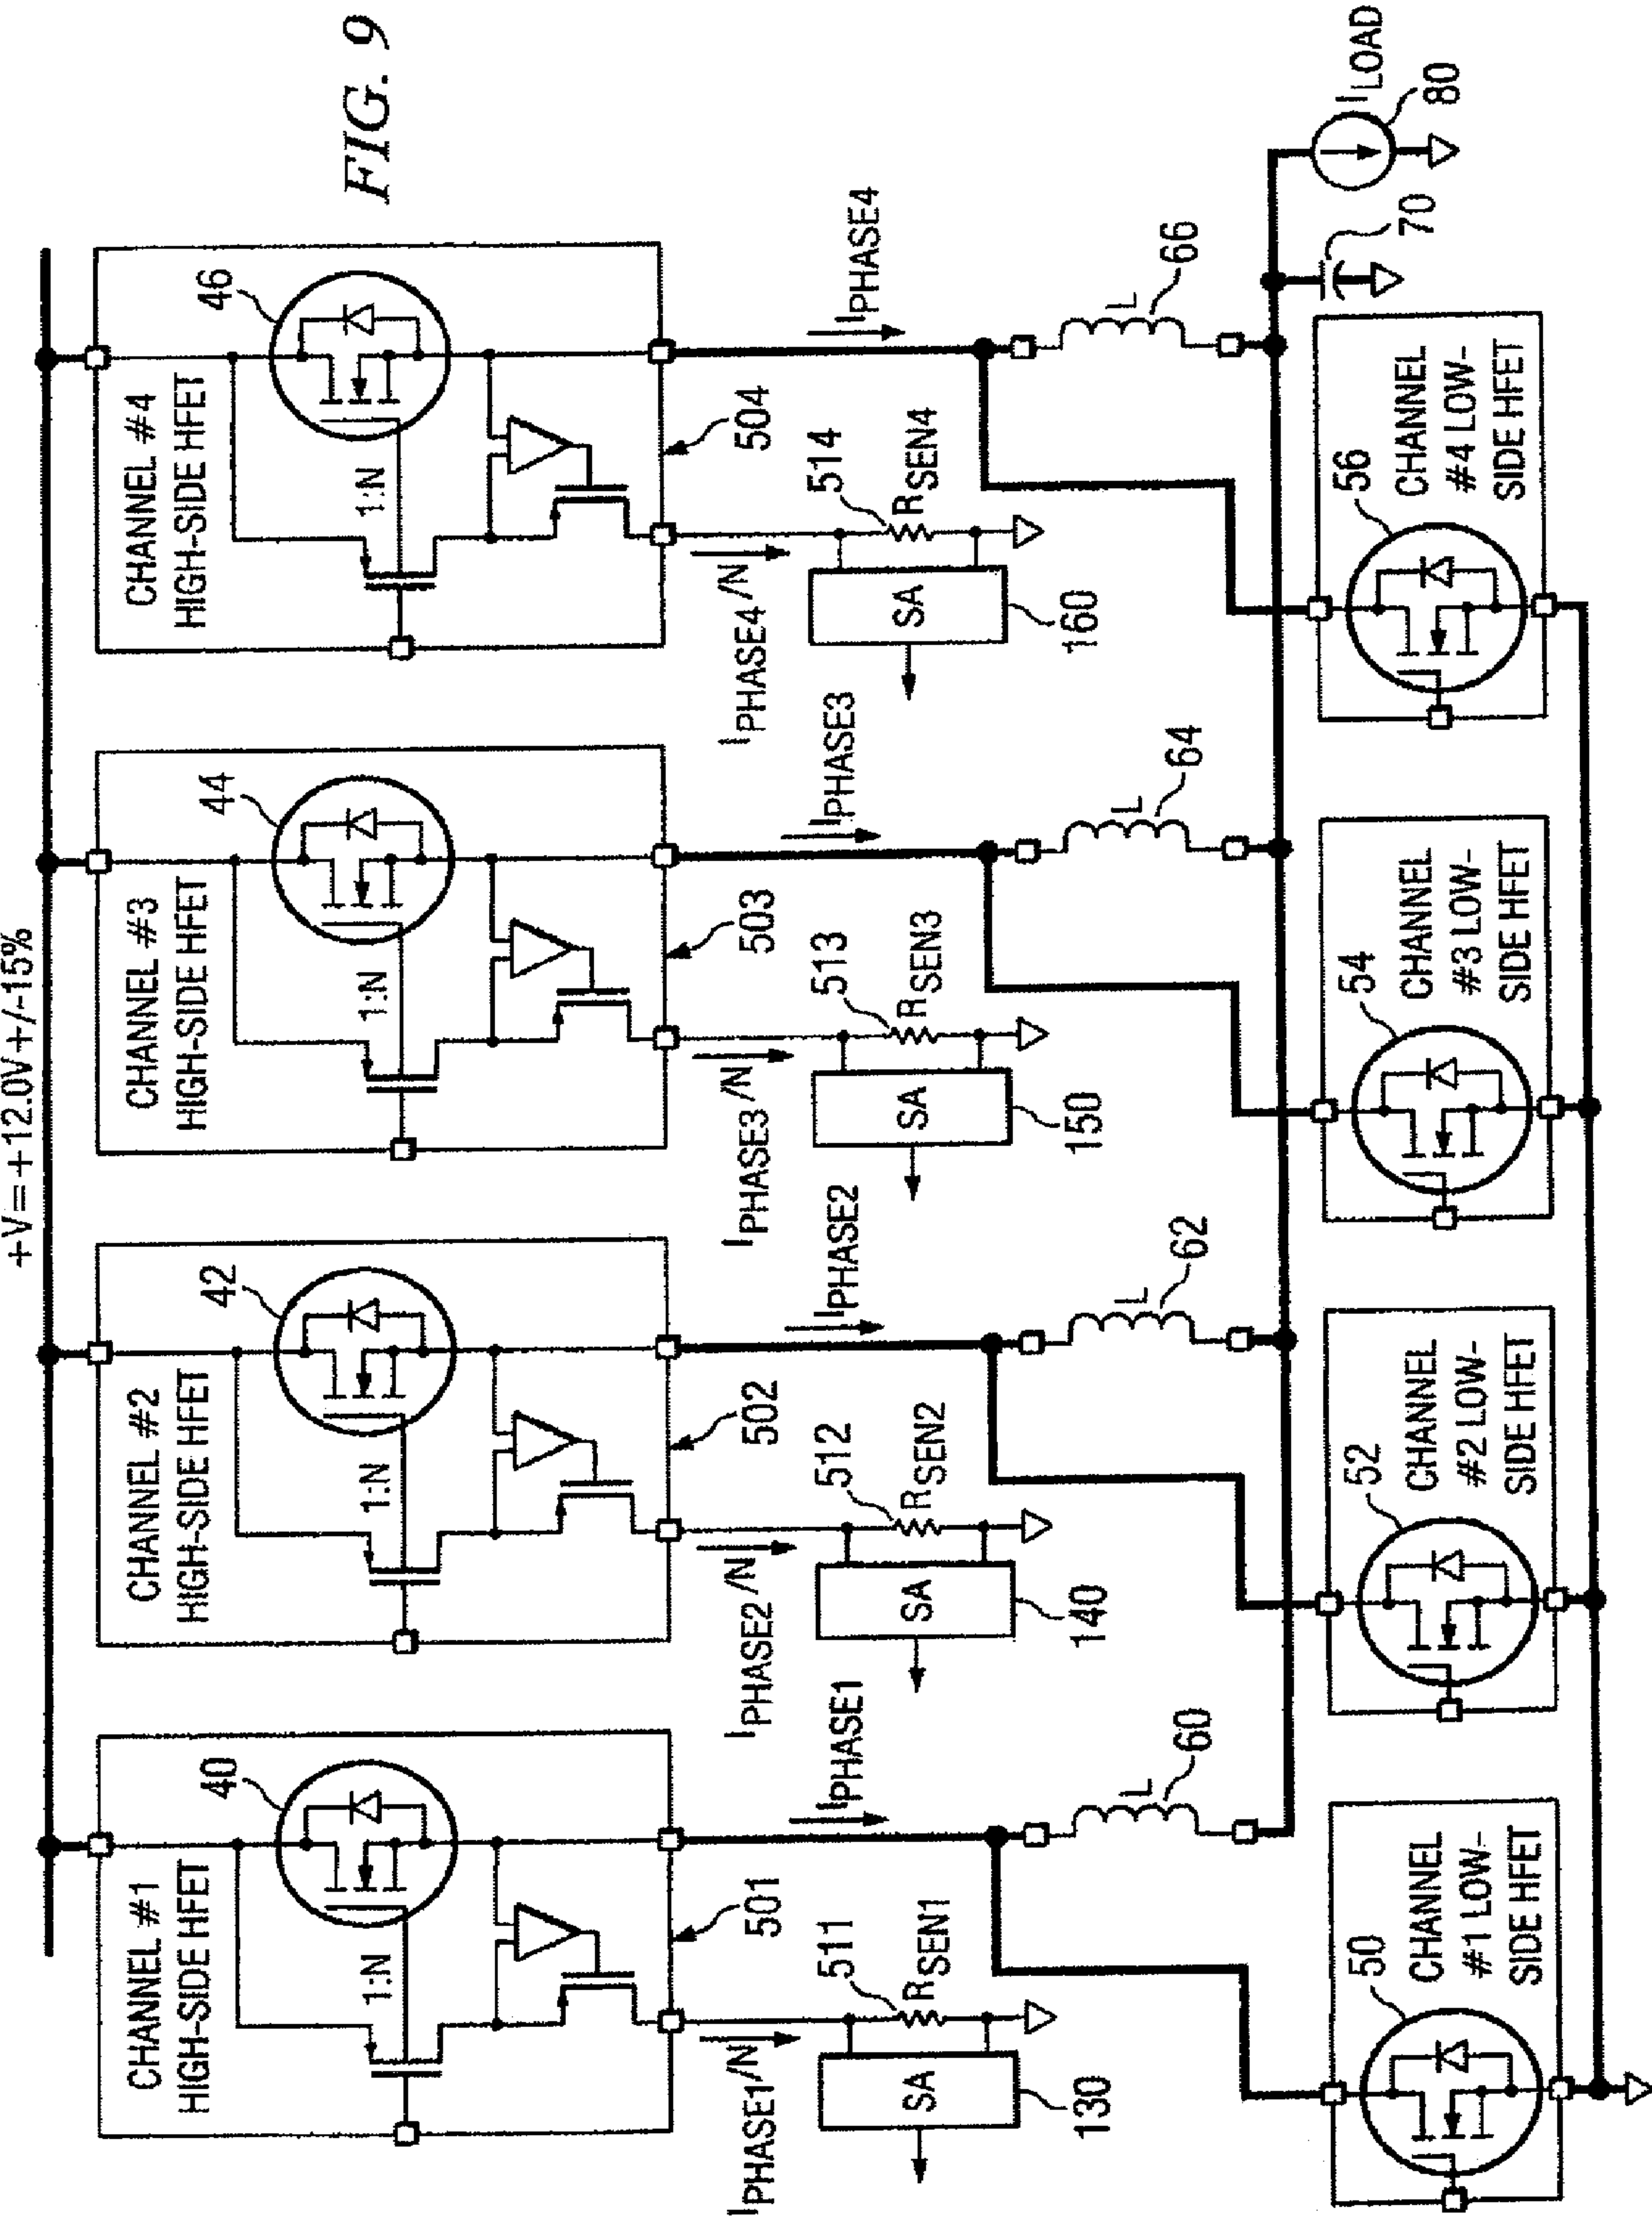 FIG. 9
+V=+12.0V+/-15%
CHANNEL #1
HIGH-SIDE HFET
40
1:N
501
CHANNEL #2
HIGH-SIDE HFET
42
1:N
502
CHANNEL #3
HIGH-SIDE HFET
44
1:N
503
CHANNEL #4
HIGH-SIDE HFET
46
1:N
504
IPHASE1/N
IPHASE1
511
RSEN1
SA
130
L
60
IPHASE2/N
IPHASE2
512
RSEN2
SA
140
L
62
IPHASE3/N
IPHASE3
513
RSEN3
SA
150
L
64
IPHASE4/N
IPHASE4
514
RSEN4
SA
160
L
66
ILOAD
80
70
50
CHANNEL
#1 LOW-
SIDE HFET
52
CHANNEL
#2 LOW-
SIDE HFET
54
CHANNEL
#3 LOW-
SIDE HFET
56
CHANNEL
#4 LOW-
SIDE HFET